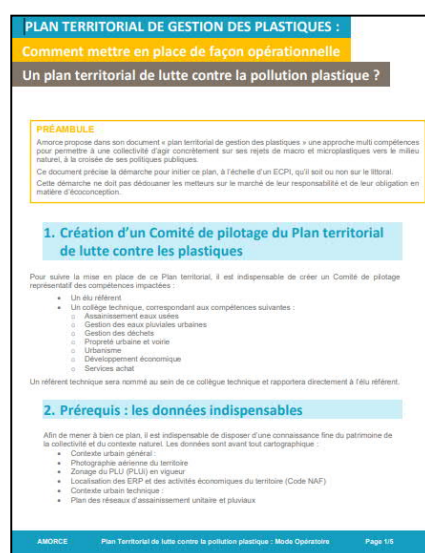 PLAN TERRITORIAL DE GESTION DES PLASTIQUES :
Comment mettre en place de façon opérationnelle
Un plan territorial de lutte contre la pollution plastique ?
PRÉAMBULE
Amorce propose dans son document « plan territorial de gestion des plastiques » une approche multi compétences
pour permettre à une collectivité d'agir concrètement sur ses rejets de macro et microplastiques vers le milieu
naturel, à la croisée de ses politiques publiques.
Ce document précise la démarche pour initier ce plan, à l'échelle d'un ECPI, qu'il soit ou non sur le littoral.
Cette démarche ne doit pas dédouaner les metteurs sur le marché de leur responsabilité et de leur obligation en
matière d'écoconception.
1. Création d'un Comité de pilotage du Plan territorial
de lutte contre les plastiques
Pour suivre la mise en place de ce Plan territorial, il est indispensable de créer un Comité de pilotage
représentatif des compétences impactées :
• Un élu référent
• Un collège technique, correspondant aux compétences suivantes :
o Assainissement eaux usées
o Gestion des eaux pluviales urbaines
o Gestion des déchets
o Propreté urbaine et voirie
o Urbanisme
o Développement économique
o Services achat
Un référent technique sera nommé au sein de ce collègue technique et rapportera directement à l'élu référent.
2. Prérequis : les données indispensables
Afin de mener à bien ce plan, il est indispensable de disposer d'une connaissance fine du patrimoine de
la collectivité et du contexte naturel. Les données sont avant tout cartographique :
• Contexte urbain général :
• Photographie aérienne du territoire
• Zonage du PLU (PLUi) en vigueur
• Localisation des ERP et des activités économiques du territoire (Code NAF)
• Contexte urbain technique :
• Plan des réseaux d'assainissement unitaire et pluviaux
AMORCE Plan Territorial de lutte contre la pollution plastique : Mode Opératoire Page 1/5